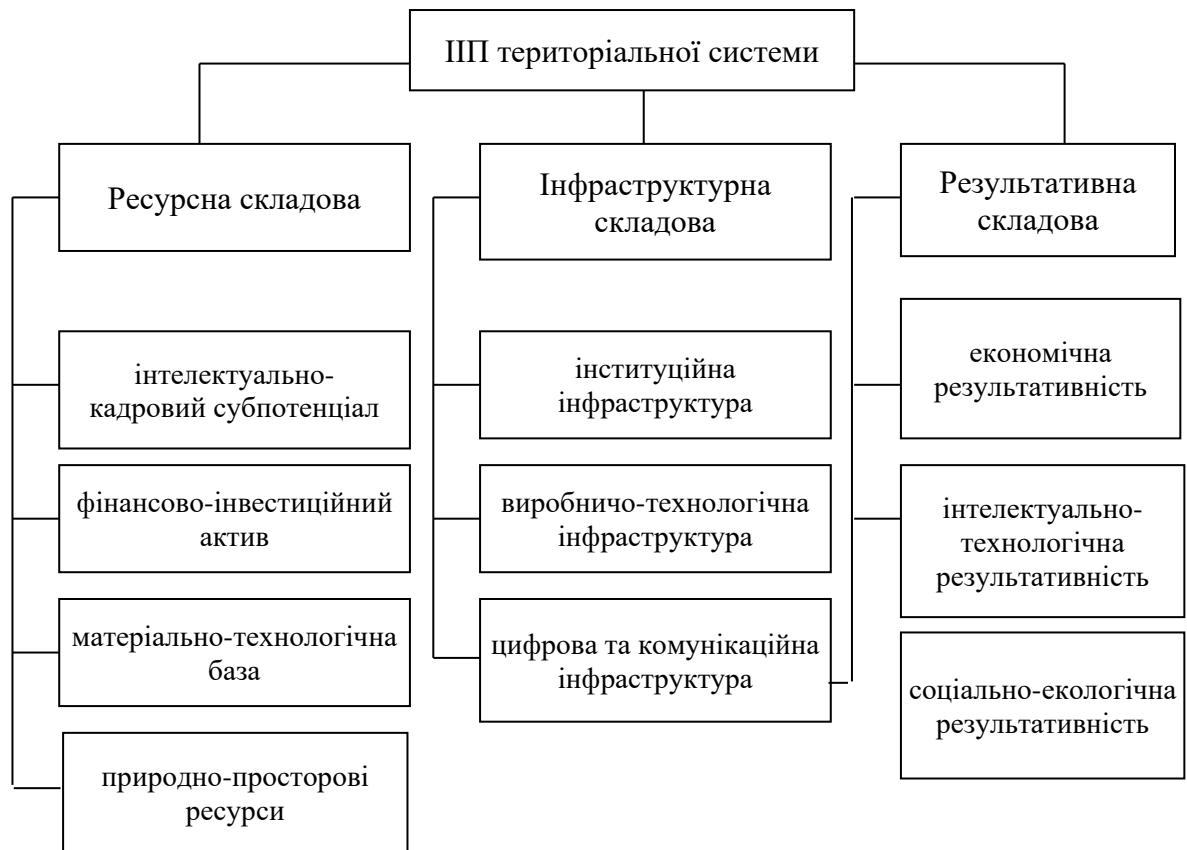 ІІП територіальної системи
Ресурсна складова
інтелектуально-
кадровий субпотенціал
фінансово-інвестиційний
актив
матеріально-технологічна
база
природно-просторові
ресурси
Інфраструктурна
складова
інституційна
інфраструктура
виробничо-технологічна
інфраструктура
цифрова та комунікаційна
інфраструктура
Результативна
складова
економічна
результативність
інтелектуально-
технологічна
результативність
соціально-екологічна
результативність